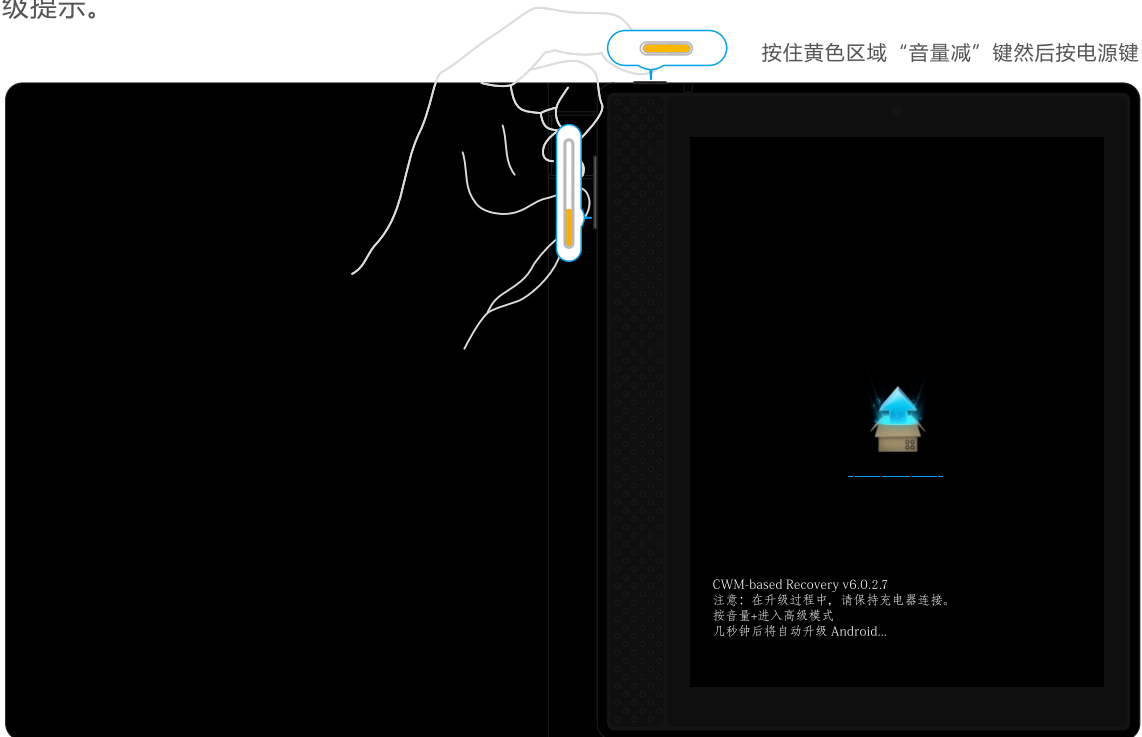 级提示。
按住黄色区域“音量减”键然后按电源键
CWM-based Recovery v6.0.2.7
注意：在升级过程中，请保持充电器连接。
按音量+进入高级模式
几秒钟后将自动升级 Android...